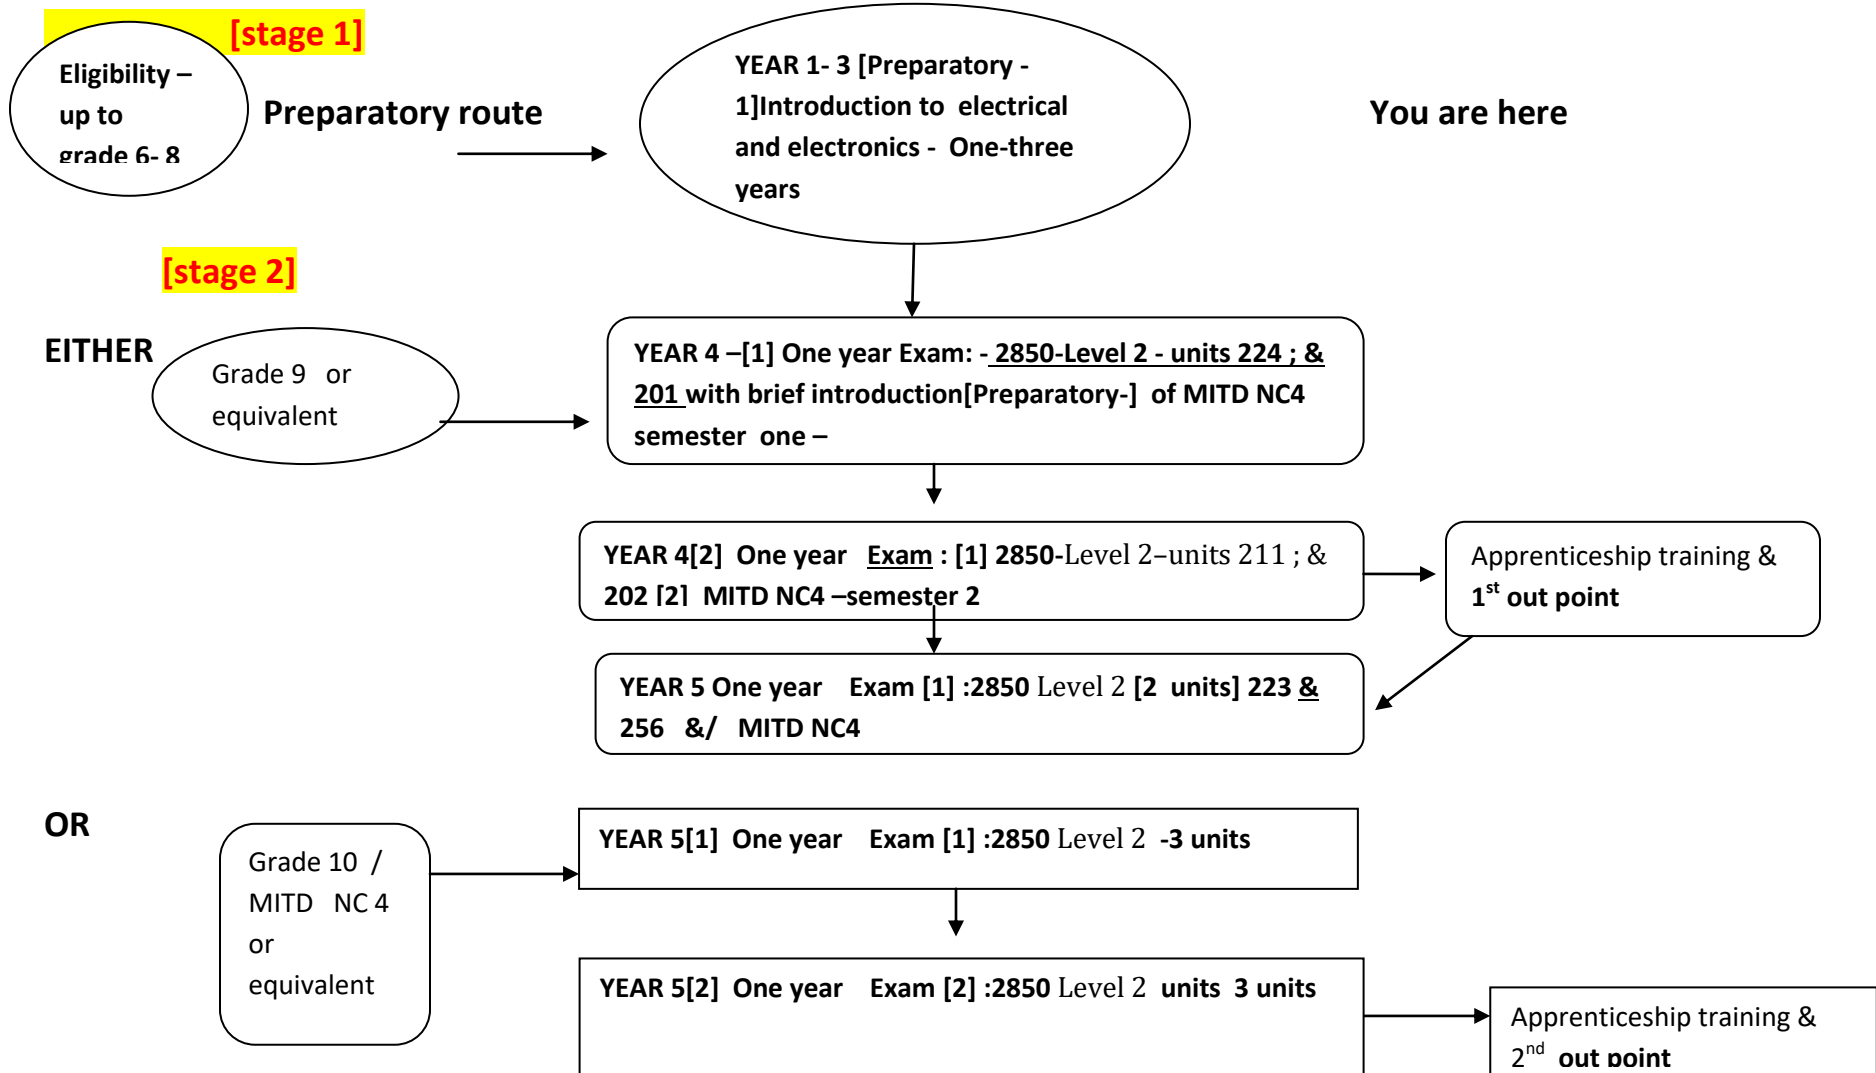 [stage 1]
Eligibility –
up to
grade 6- 8
Preparatory route
YEAR 1- 3 [Preparatory -
1]Introduction to electrical
and electronics - One-three
years
You are here
[stage 2]
EITHER
Grade 9 or
equivalent
YEAR 4 –[1] One year Exam: - 2850-Level 2 - units 224 ; &
201 with brief introduction[Preparatory-] of MITD NC4
semester one –
YEAR 4[2] One year Exam : [1] 2850-Level 2–units 211 ; &
202 [2] MITD NC4 –semester 2
Apprenticeship training &
1st out point
YEAR 5 One year Exam [1] :2850 Level 2 [2 units] 223 &
256 &/ MITD NC4
OR
Grade 10 /
MITD NC 4
or
equivalent
YEAR 5[1] One year Exam [1] :2850 Level 2 -3 units
YEAR 5[2] One year Exam [2] :2850 Level 2 units 3 units
Apprenticeship training &
2nd out point